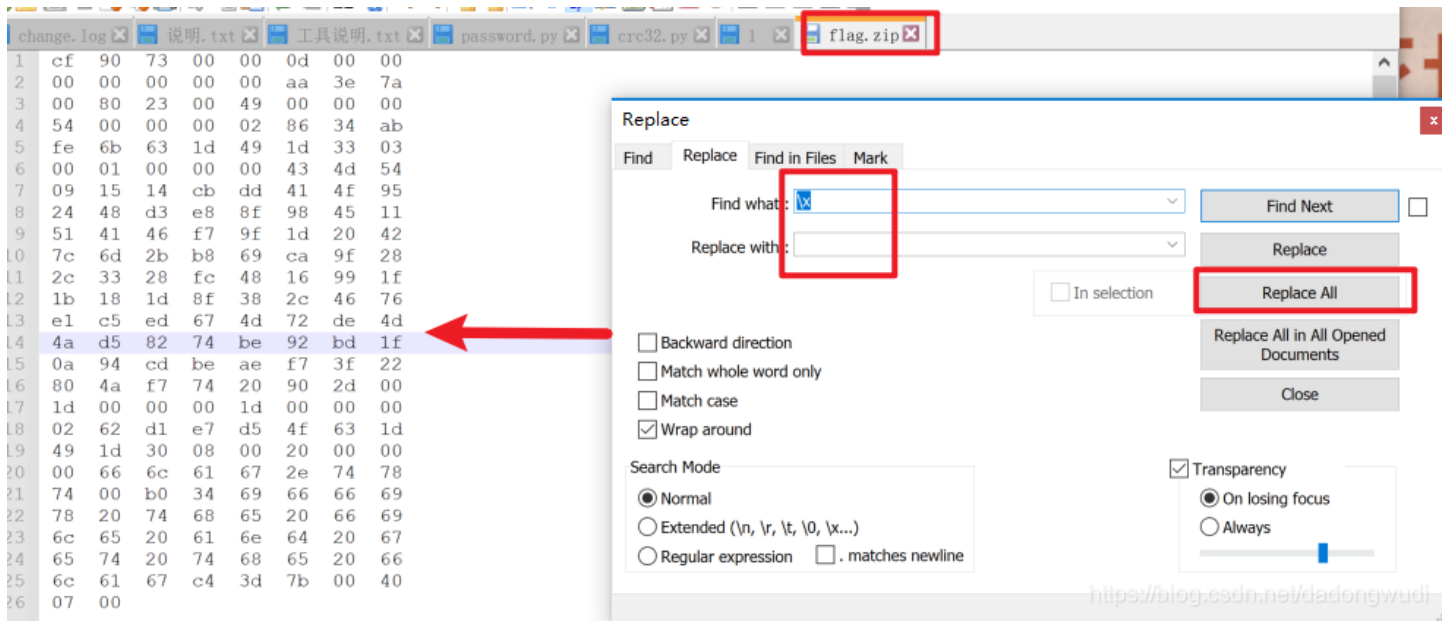 change.log 说明.txt 工具说明.txt password.py crc32.py 1 flag.zip
1 cf 90 73 00 00 0d 00 00
2 00 00 00 00 00 aa 3e 7a
3 00 80 23 00 49 00 00 00
4 54 00 00 00 02 86 34 ab
5 fe 6b 63 1d 49 1d 33 03
6 00 01 00 00 00 43 4d 54
7 09 15 14 cb dd 41 4f 95
8 24 48 d3 e8 8f 98 45 11
9 51 41 46 f7 9f 1d 20 42
10 7c 6d 2b b8 69 ca 9f 28
11 2c 33 28 fc 48 16 99 1f
12 1b 18 1d 8f 38 2c 46 76
13 e1 c5 ed 67 4d 72 de 4d
14 4a d5 82 74 be 92 bd 1f
15 0a 94 cd be ae f7 3f 22
16 80 4a f7 74 20 90 2d 00
17 1d 00 00 00 1d 00 00 00
18 02 62 d1 e7 d5 4f 63 1d
19 49 1d 30 08 00 20 00 00
20 00 66 6c 61 67 2e 74 78
21 74 00 b0 34 69 66 66 69
22 78 20 74 68 65 20 66 69
23 6c 65 20 61 6e 64 20 67
24 65 74 20 74 68 65 20 66
25 6c 61 67 c4 3d 7b 00 40
26 07 00
Replace
Find Replace Find in Files Mark
Find what: \x
Find Next
Replace with:
Replace
In selection
Replace All
Replace All in All Opened
Documents
Close
Backward direction
Match whole word only
Match case
Wrap around
Search Mode
Normal
Extended (\n, \r, \t, \0, \x...)
Regular expression . matches newline
Transparency
On losing focus
Always
https://blog.csdn.net/dadongwudi